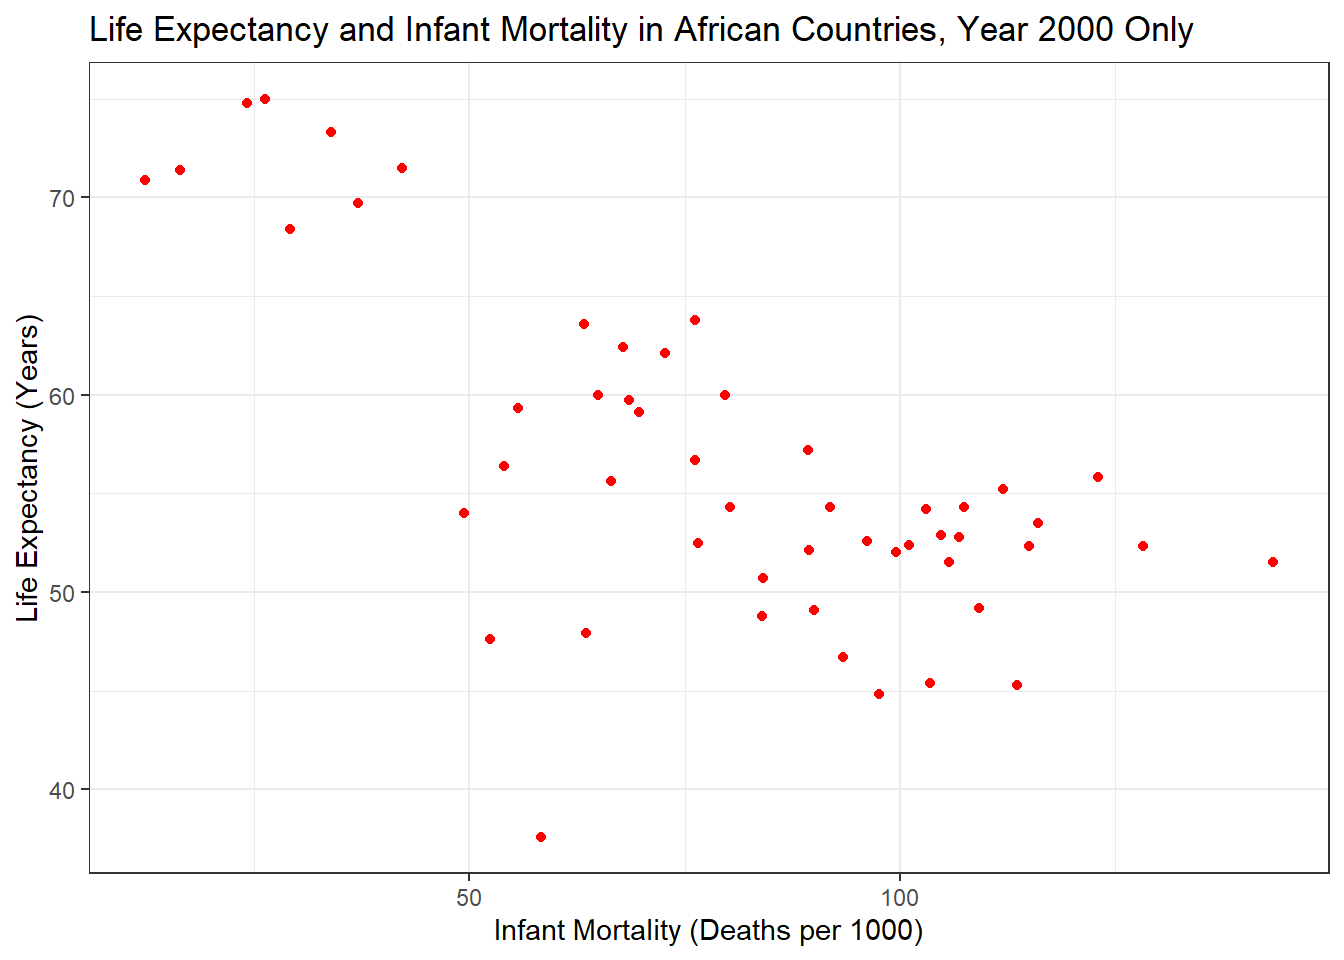 Life Expectancy and Infant Mortality in African Countries, Year 2000 Only
Life Expectancy (Years)
70
60
50
40
50
100
Infant Mortality (Deaths per 1000)